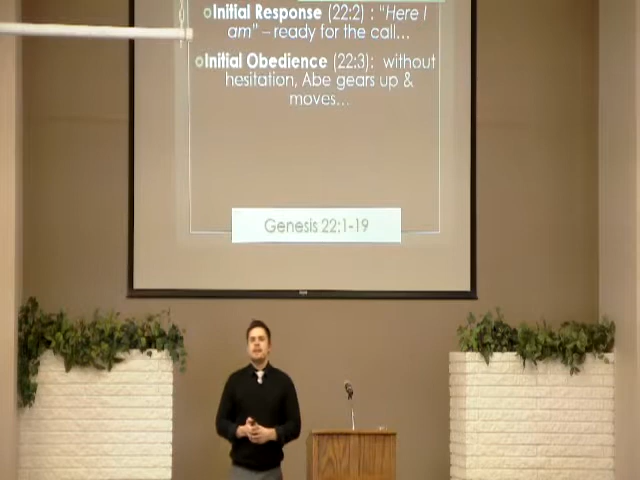 Initial Response (22:2) : "Here I
am" – ready for the call...
Initial Obedience (22:3): without
hesitation, Abe gears up &
moves...
Genesis 22:1-19